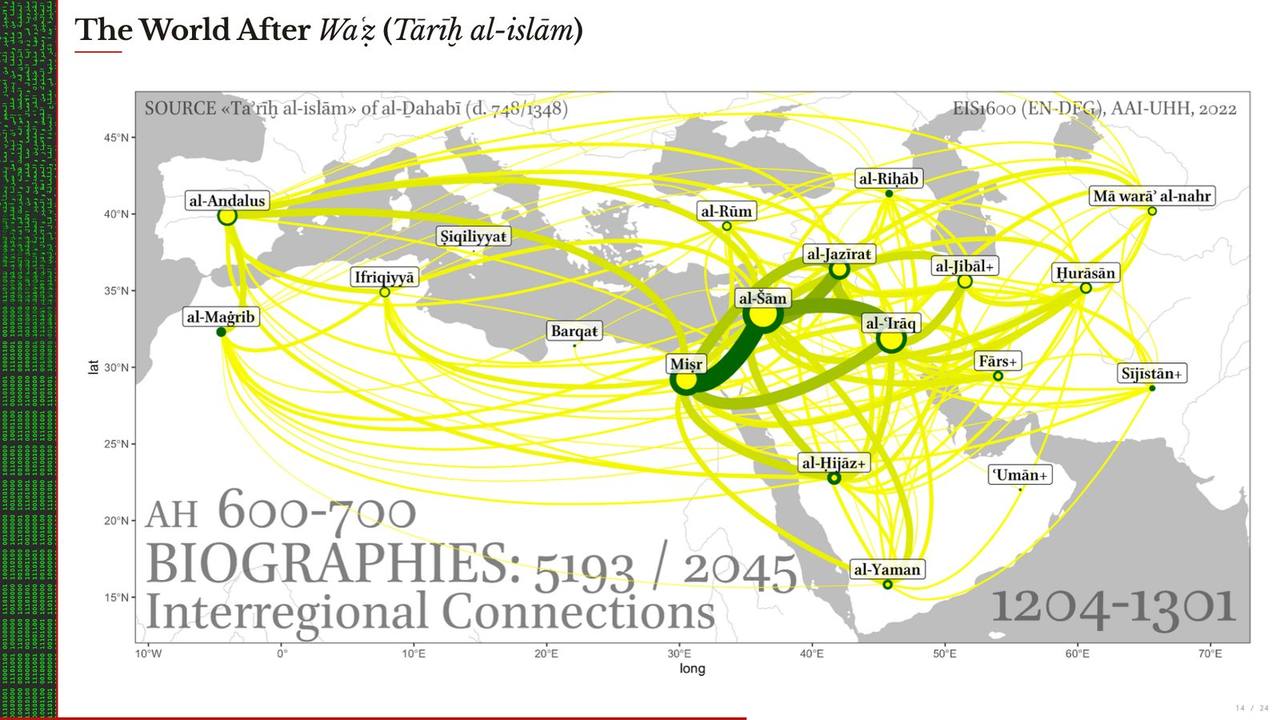 The World After Waʿẓ (Tārīḫ al-islām)
SOURCE «Taʾrīḫ al-islām» of al-Ḏahabī (d. 748/1348)
EIS1600 (EN-DFG), AAI-UHH, 2022
45°N
40°N
35°N
30°N
25°N
20°N
15°N
lat
al-Riḥāb
Mā warāʾ al-nahr
al-Andalus
al-Rūm
Ṣiqiliyyaŧ
al-Jazīraŧ
al-Jibāl+
Ḫurāsān
Ifriqiyyā
al-Šām
al-Maġrib
Barqaŧ
al-ʿIrāq
Miṣr
Fārs+
Sijistān+
al-Ḥijāz+
ʿUmān+
al-Yaman
AH 600-700
BIOGRAPHIES: 5193 / 2045
Interregional Connections
1204-1301
10°W 0° 10°E 20°E 30°E 40°E 50°E 60°E 70°E
long
14 / 24